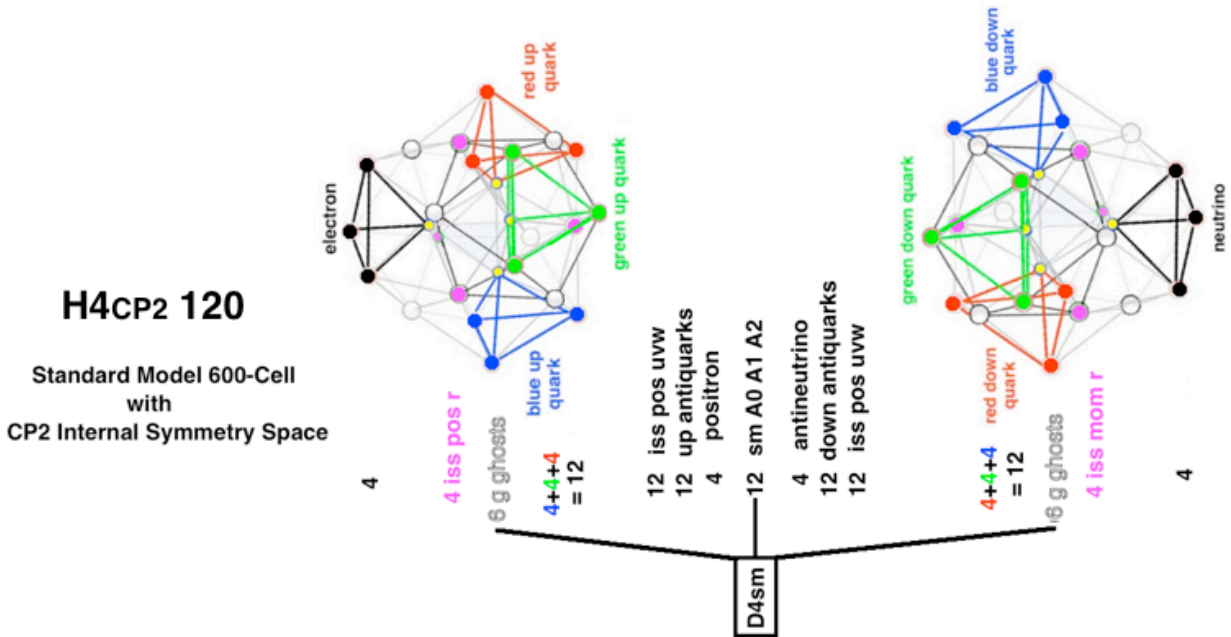 H4CP2 120
Standard Model 600-Cell
with
CP2 Internal Symmetry Space
electron
red up
quark
green up quark
blue up
quark
4
4 iss pos r
6 g ghosts
4+4+4
= 12
12 iss pos uvw
12 up antiquarks
4 positron
12 sm A0 A1 A2
4 antineutrino
12 down antiquarks
12 iss pos uvw
D4sm
blue down
quark
green down quark
red down
quark
neutrino
4+4+4
= 12
6 g ghosts
4 iss mom r
4